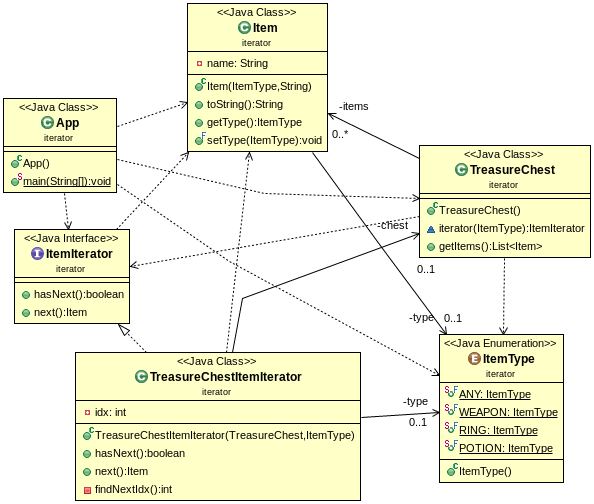 <<Java Class>>
Item
iterator
name: String
Item(ItemType,String)
toString():String
getType():ItemType
setType(ItemType):void
<<Java Class>>
App
iterator
App()
main(String[]):void
-items
0..*
<<Java Class>>
TreasureChest
iterator
TreasureChest()
iterator(ItemType):ItemIterator
getItems():List<Item>
-chest
0..1
<<Java Interface>>
ItemIterator
iterator
hasNext():boolean
next():Item
-type
0..1
<<Java Enumeration>>
ItemType
iterator
ANY: ItemType
WEAPON: ItemType
RING: ItemType
POTION: ItemType
ItemType()
<<Java Class>>
TreasureChestItemIterator
iterator
idx: int
TreasureChestItemIterator(TreasureChest,ItemType)
hasNext():boolean
next():Item
findNextIdx():int
-type
0..1